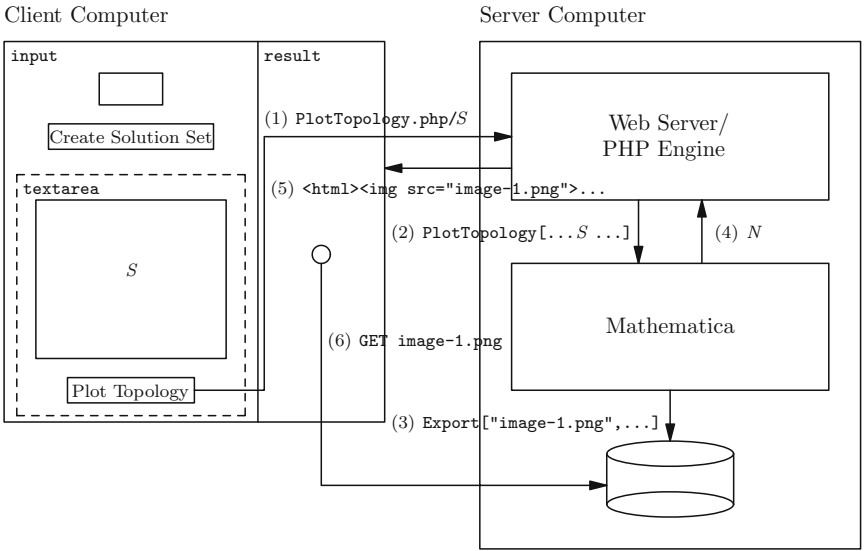 Client Computer
Server Computer
input
result
Create Solution Set
(1) PlotTopology.php/S
Web Server/
PHP Engine
textarea
(5) <html><img src="image-1.png">...
(2) PlotTopology[...S ...]
(4) N
S
Mathematica
(6) GET image-1.png
Plot Topology
(3) Export["image-1.png",...]